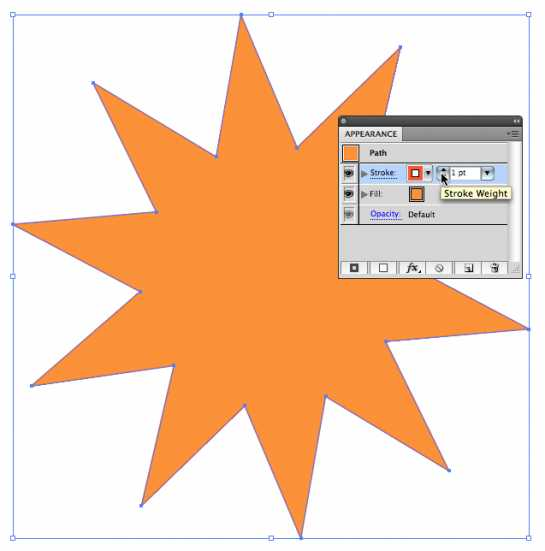 APPEARANCE
Path
Stroke: 1 pt
Fill:
Stroke Weight
Opacity: Default
fx